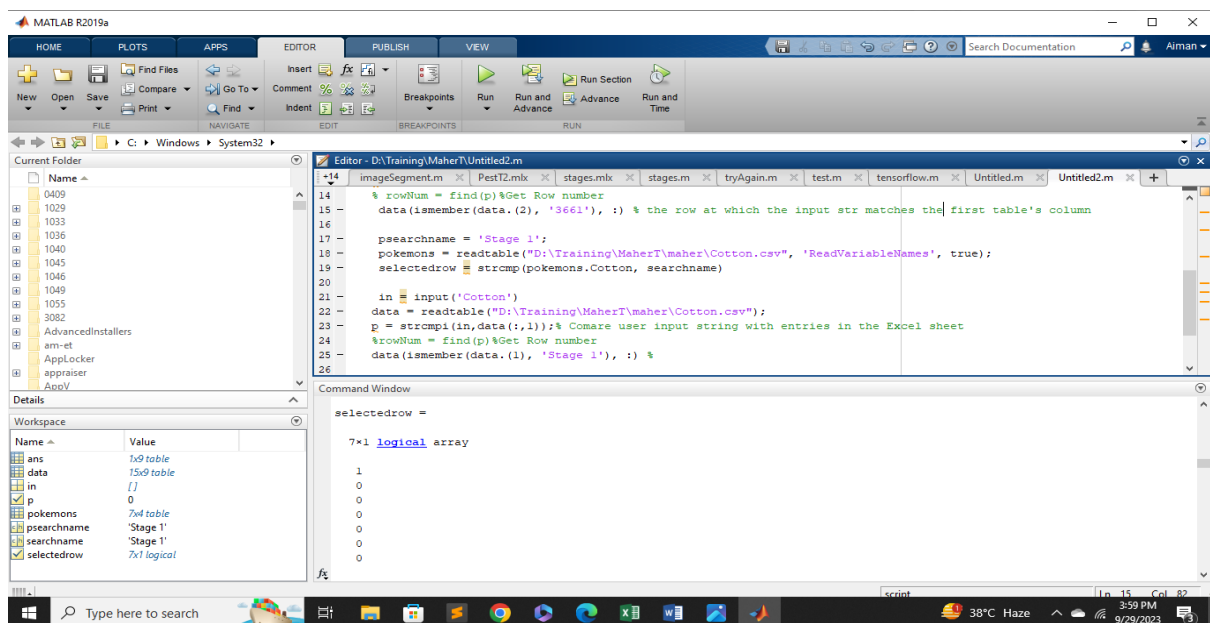 MATLAB R2019a
HOME PLOTS APPS EDITOR PUBLISH VIEW Search Documentation Aiman
Find Files Insert fx
New Open Save Compare Go To Comment % Breakpoints Run Run and Advance Run Section Advance Run and Time
Print Find Indent
FILE NAVIGATE EDIT BREAKPOINTS RUN
C: Windows System32
Current Folder
Name
0409
1029
1033
1036
1040
1045
1046
1049
1055
3082
AdvancedInstallers
am-et
AppLocker
appraiser
AppV
Details
Workspace
Name Value
ans 1x9 table
data 15x9 table
in []
p 0
pokemons 7x4 table
psearchname 'Stage 1'
searchname 'Stage 1'
selectedrow 7x1 logical
Editor - D:\Training\MaherT\Untitled2.m
+14 imageSegment.m PestT2.mlx stages.mlx stages.m tryAgain.m test.m tensorflow.m Untitled.m Untitled2.m +
14 % rowNum = find(p)%Get Row number
15 - data(ismember(data.(2), '3661'), :) % the row at which the input str matches the first table's column
16
17 - psearchname = 'Stage 1';
18 - pokemons = readtable("D:\Training\MaherT\maher\Cotton.csv", 'ReadVariableNames', true);
19 - selectedrow = strcmp(pokemons.Cotton, searchname)
20
21 - in = input('Cotton')
22 - data = readtable("D:\Training\MaherT\maher\Cotton.csv");
23 - p = strcmpi(in,data(:,1));% Comare user input string with entries in the Excel sheet
24 %rowNum = find(p)%Get Row number
25 - data(ismember(data.(1), 'Stage 1'), :) %
26
Command Window
selectedrow =
7×1 logical array
1
0
0
0
0
0
0
fx
script Ln 15 Col 82
Type here to search 38°C Haze 3:59 PM
9/29/2023